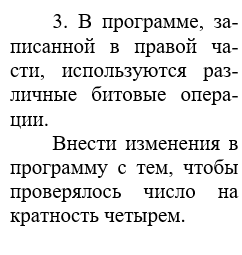 3. В программе, за-
писанной в правой ча-
сти, используются раз-
личные битовые опера-
ции.
Внести изменения в
программу с тем, чтобы
проверялось число на
кратность четырем.